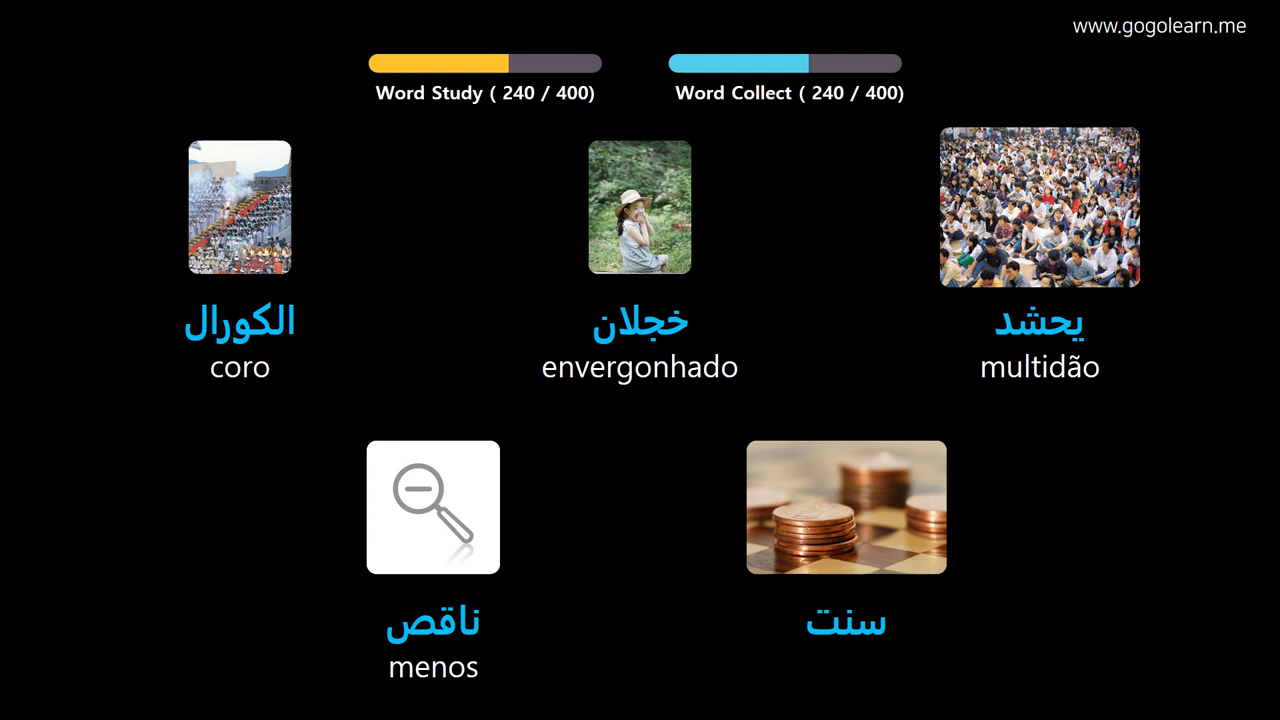 www.gogolearn.me
Word Study ( 240 / 400)
Word Collect ( 240 / 400)
الكورال
coro
خجلان
envergonhado
يحشد
multidão
ناقص
menos
سنت